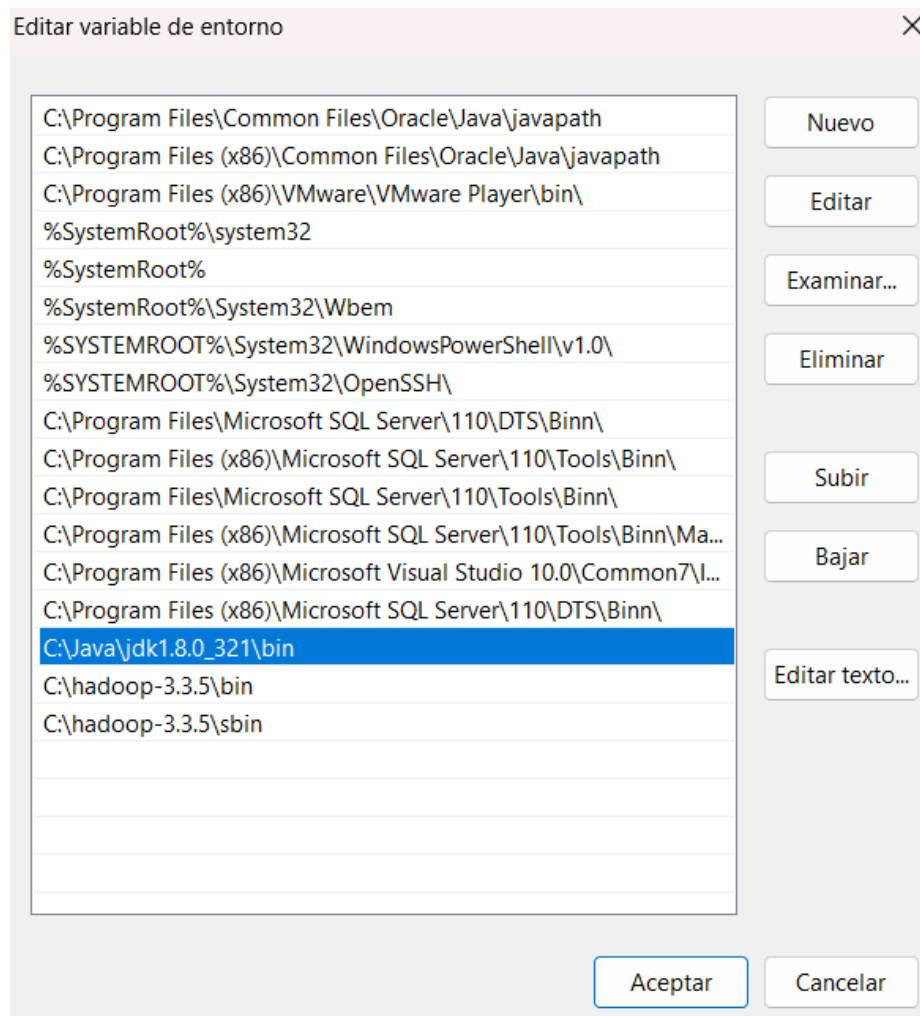 Editar variable de entorno
C:\Program Files\Common Files\Oracle\Java\javapath
C:\Program Files (x86)\Common Files\Oracle\Java\javapath
C:\Program Files (x86)\VMware\VMware Player\bin\
%SystemRoot%\system32
%SystemRoot%
%SystemRoot%\System32\Wbem
%SYSTEMROOT%\System32\WindowsPowerShell\v1.0\
%SYSTEMROOT%\System32\OpenSSH\
C:\Program Files\Microsoft SQL Server\110\DTS\Binn\
C:\Program Files (x86)\Microsoft SQL Server\110\Tools\Binn\
C:\Program Files\Microsoft SQL Server\110\Tools\Binn\
C:\Program Files (x86)\Microsoft SQL Server\110\Tools\Binn\Ma...
C:\Program Files (x86)\Microsoft Visual Studio 10.0\Common7\I...
C:\Program Files (x86)\Microsoft SQL Server\110\DTS\Binn\
C:\Java\jdk1.8.0_321\bin
C:\hadoop-3.3.5\bin
C:\hadoop-3.3.5\sbin
Nuevo
Editar
Examinar...
Eliminar
Subir
Bajar
Editar texto...
Aceptar
Cancelar